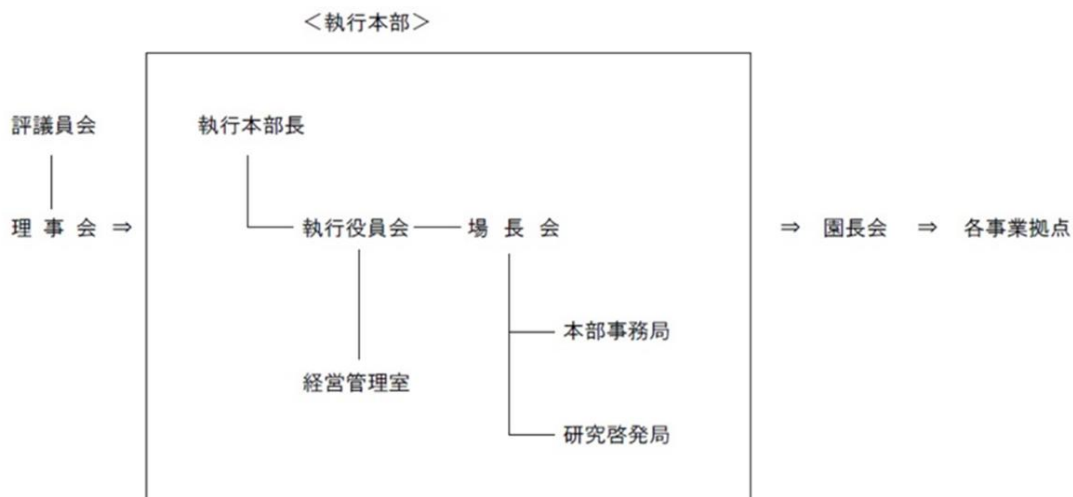 ＜執行本部＞
評議員会
執行本部長
理事会 ⇒
執行役員会
場長会
⇒ 園長会 ⇒ 各事業拠点
本部事務局
経営管理室
研究啓発局